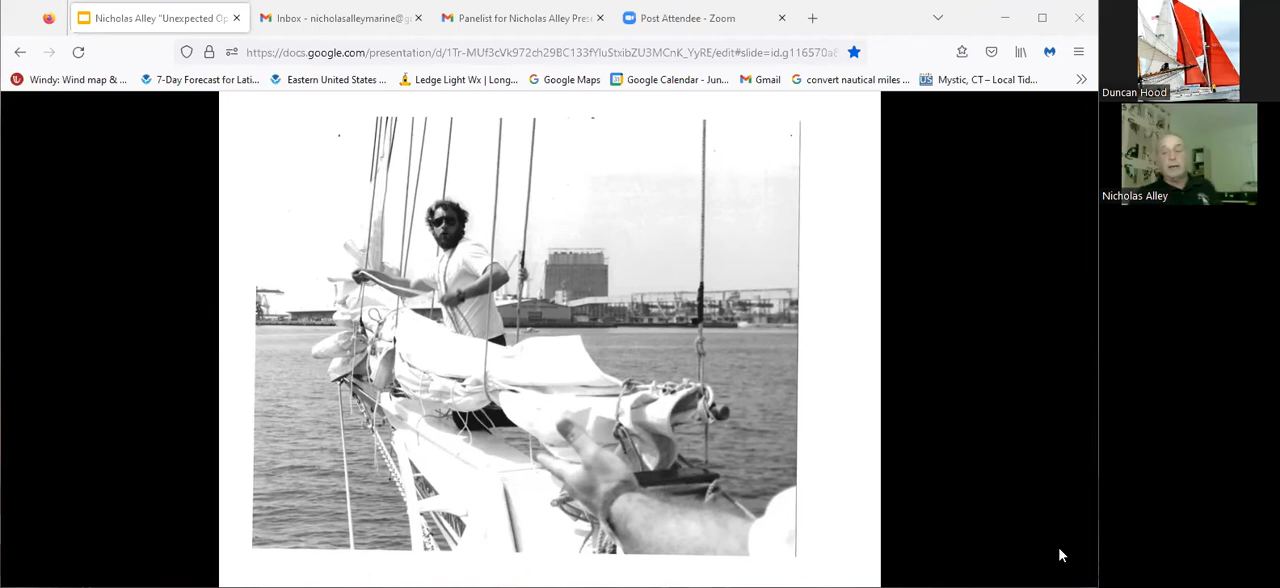 Nicholas Alley "Unexpected Op
Inbox - nicholasalleymarine@g
Panelist for Nicholas Alley Pres
Post Attendee - Zoom
https://docs.google.com/presentation/d/1Tr-MUf3cVk972ch29BC133fYluStxibZU3MCnK_YyRE/edit#slide=id.g116570a8
Windy: Wind map & ...
7-Day Forecast for Lati...
Eastern United States ...
Ledge Light Wx | Long...
Google Maps
Google Calendar - Jun...
Gmail
convert nautical miles ...
Mystic, CT – Local Tid...
Duncan Hood
Nicholas Alley